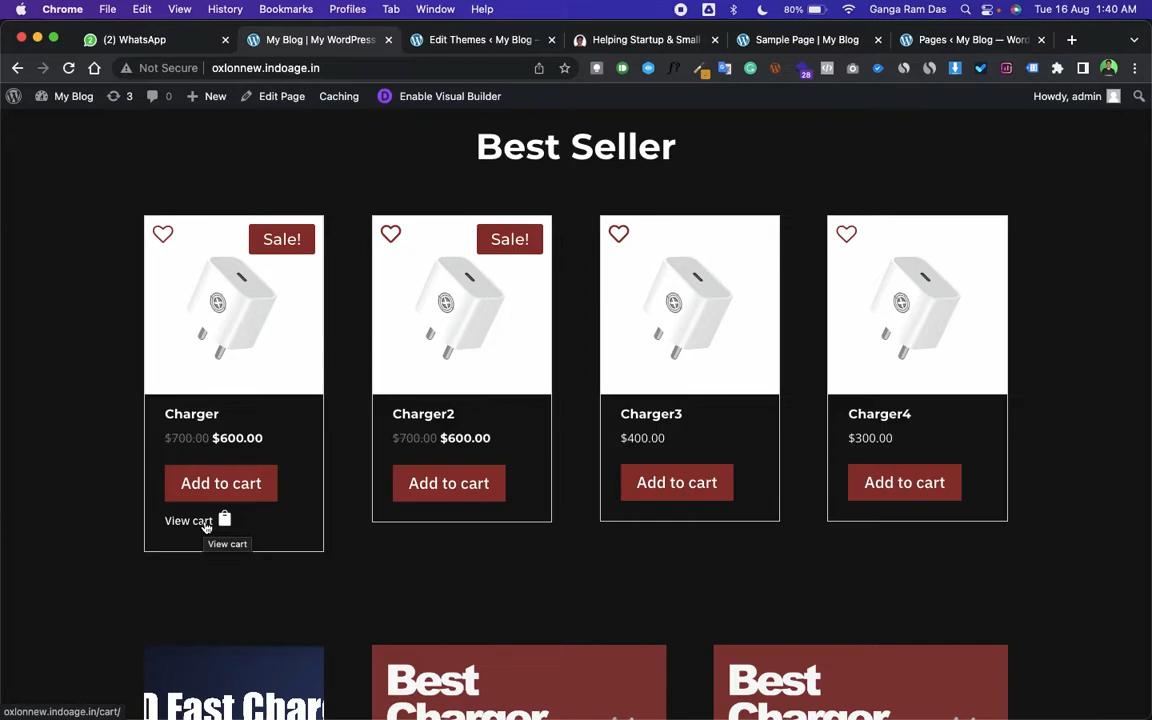 Chrome File Edit View History Bookmarks Profiles Tab Window Help 80% Ganga Ram Das Tue 16 Aug 1:40 AM
(2) WhatsApp My Blog | My WordPress Edit Themes ‹ My Blog – Helping Startup & Small Sample Page | My Blog Pages ‹ My Blog — Word
Not Secure oxlonnew.indoage.in f? 28
My Blog 3 0 New Edit Page Caching D Enable Visual Builder Howdy, admin
Best Seller
Sale! Sale!
Charger Charger2 Charger3 Charger4
$700.00 $600.00 $700.00 $600.00 $400.00 $300.00
Add to cart Add to cart Add to cart Add to cart
View cart
View cart
Best Best
Fast Char Charger Charger
oxlonnew.indoage.in/cart/